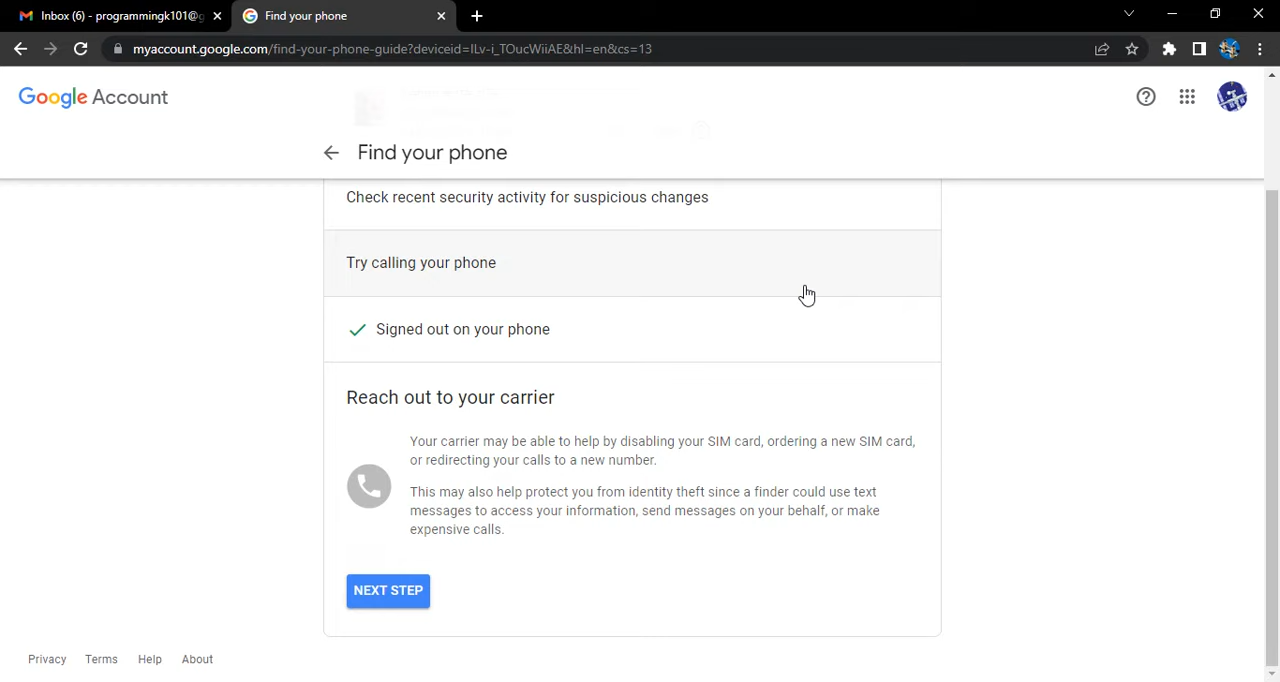 Inbox (6) - programmingk101@g
Find your phone
myaccount.google.com/find-your-phone-guide?deviceid=ILv-i_TOucWiiAE&hl=en&cs=13
Google Account
Find your phone
Check recent security activity for suspicious changes
Try calling your phone
Signed out on your phone
Reach out to your carrier
Your carrier may be able to help by disabling your SIM card, ordering a new SIM card,
or redirecting your calls to a new number.
This may also help protect you from identity theft since a finder could use text
messages to access your information, send messages on your behalf, or make
expensive calls.
NEXT STEP
Privacy Terms Help About